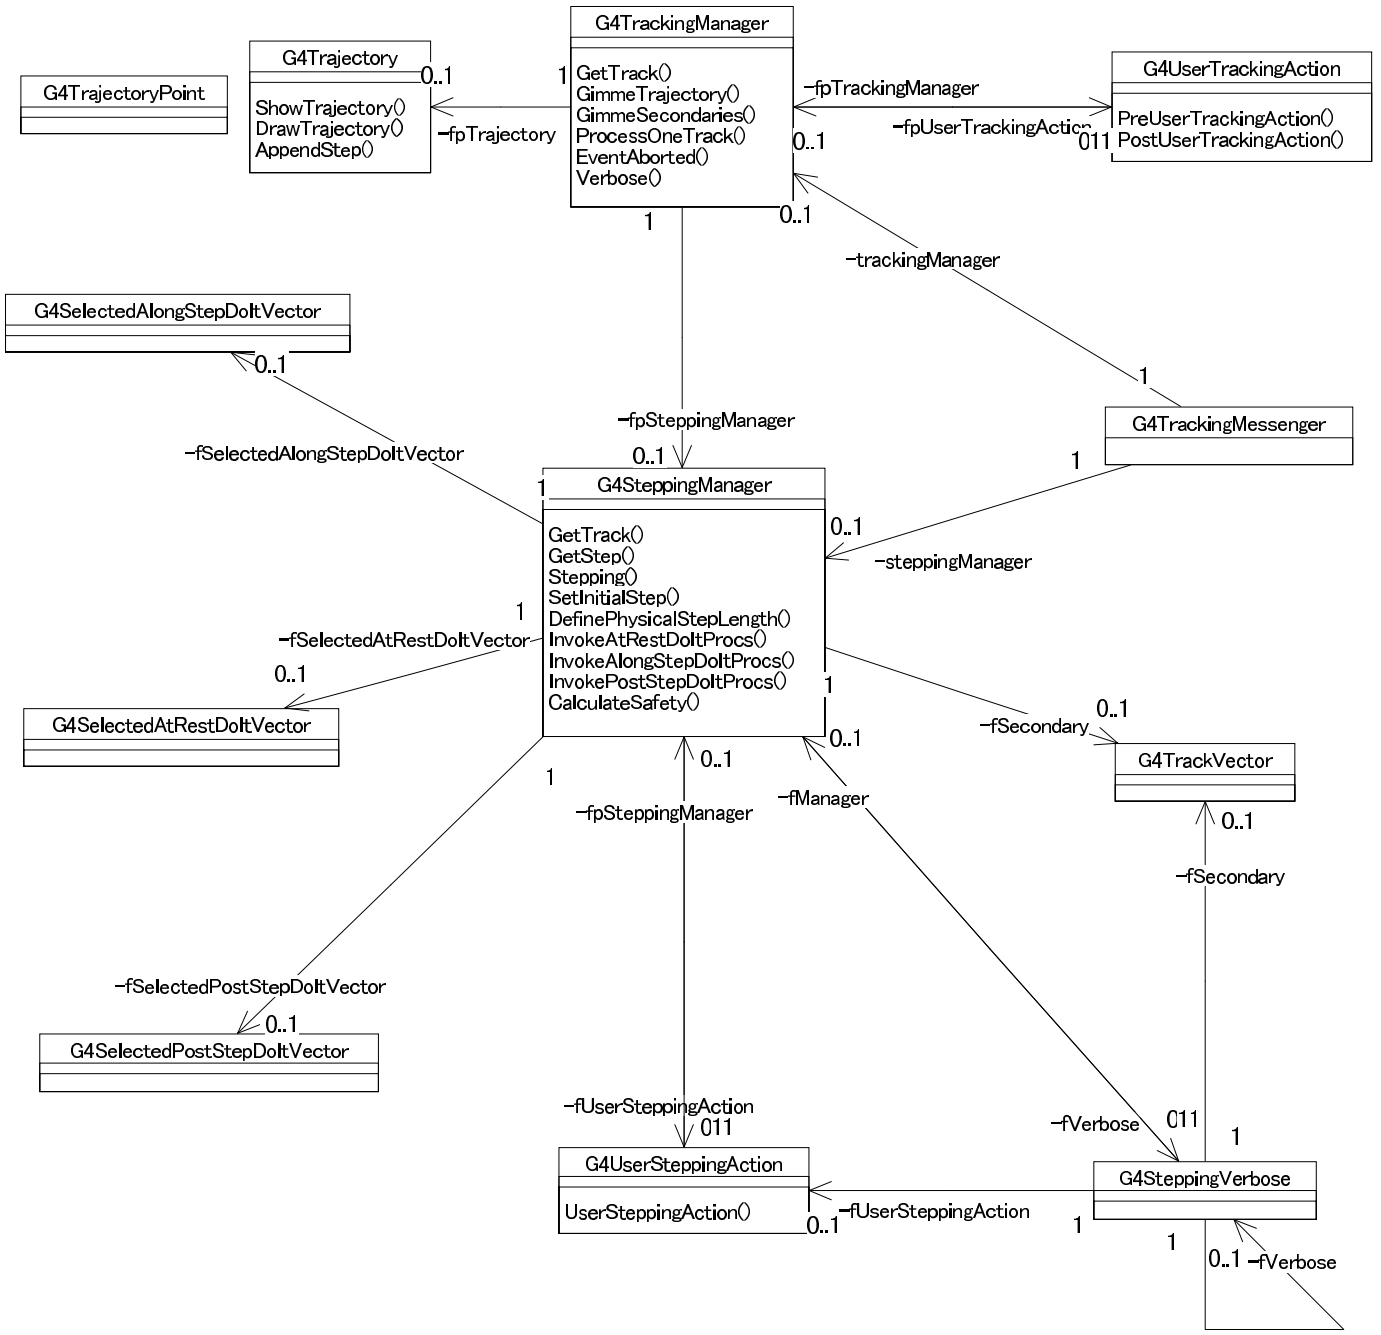 G4TrackingManager
GetTrack()
GimmeTrajectory()
GimmeSecondaries()
ProcessOneTrack()
EventAborted()
Verbose()
G4Trajectory
ShowTrajectory()
DrawTrajectory()
AppendStep()
G4TrajectoryPoint
G4UserTrackingAction
PreUserTrackingAction()
PostUserTrackingAction()
0..1
1
-fpTrajectory
-fpTrackingManager
-fpUserTrackingAction
0..1
011
0..1
1
-trackingManager
1
G4TrackingMessenger
1
0..1
-steppingManager
G4SelectedAlongStepDoItVector
0..1
-fSelectedAlongStepDoItVector
1
-fpSteppingManager
0..1
G4SteppingManager
GetTrack()
GetStep()
Stepping()
SetInitialStep()
DefinePhysicalStepLength()
InvokeAtRestDoItProcs()
InvokeAlongStepDoItProcs()
InvokePostStepDoItProcs()
CalculateSafety()
1
-fSelectedAtRestDoItVector
0..1
G4SelectedAtRestDoItVector
1
-fSecondary
0..1
G4TrackVector
0..1
-fSecondary
1
-fSelectedPostStepDoItVector
0..1
G4SelectedPostStepDoItVector
0..1
-fpSteppingManager
0..1
-fManager
-fUserSteppingAction
011
G4UserSteppingAction
UserSteppingAction()
-fVerbose
011
1
G4SteppingVerbose
0..1
-fUserSteppingAction
1
1
0..1
-fVerbose